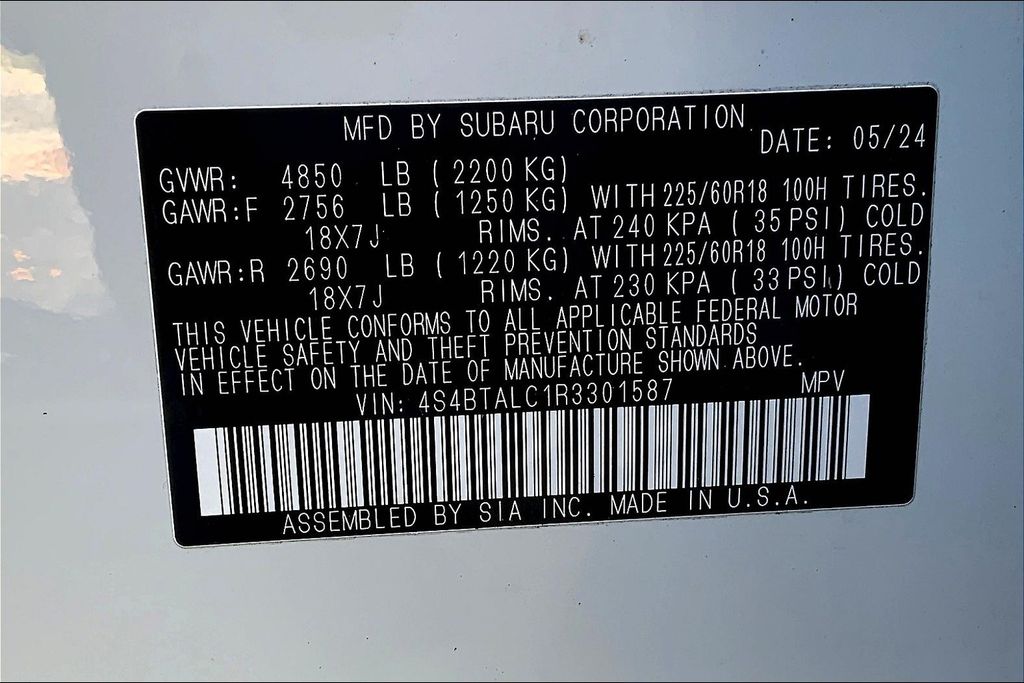 MFD BY SUBARU CORPORATION
DATE: 05/24
GVWR: 4850 LB ( 2200 KG)
GAWR:F 2756 LB ( 1250 KG) WITH 225/60R18 100H TIRES.
18X7J RIMS. AT 240 KPA ( 35 PSI) COLD
GAWR:R 2690 LB ( 1220 KG) WITH 225/60R18 100H TIRES.
18X7J RIMS. AT 230 KPA ( 33 PSI) COLD
THIS VEHICLE CONFORMS TO ALL APPLICABLE FEDERAL MOTOR
VEHICLE SAFETY AND THEFT PREVENTION STANDARDS
IN EFFECT ON THE DATE OF MANUFACTURE SHOWN ABOVE.
VIN: 4S4BTALC1R3301587 MPV
ASSEMBLED BY SIA INC. MADE IN U.S.A.